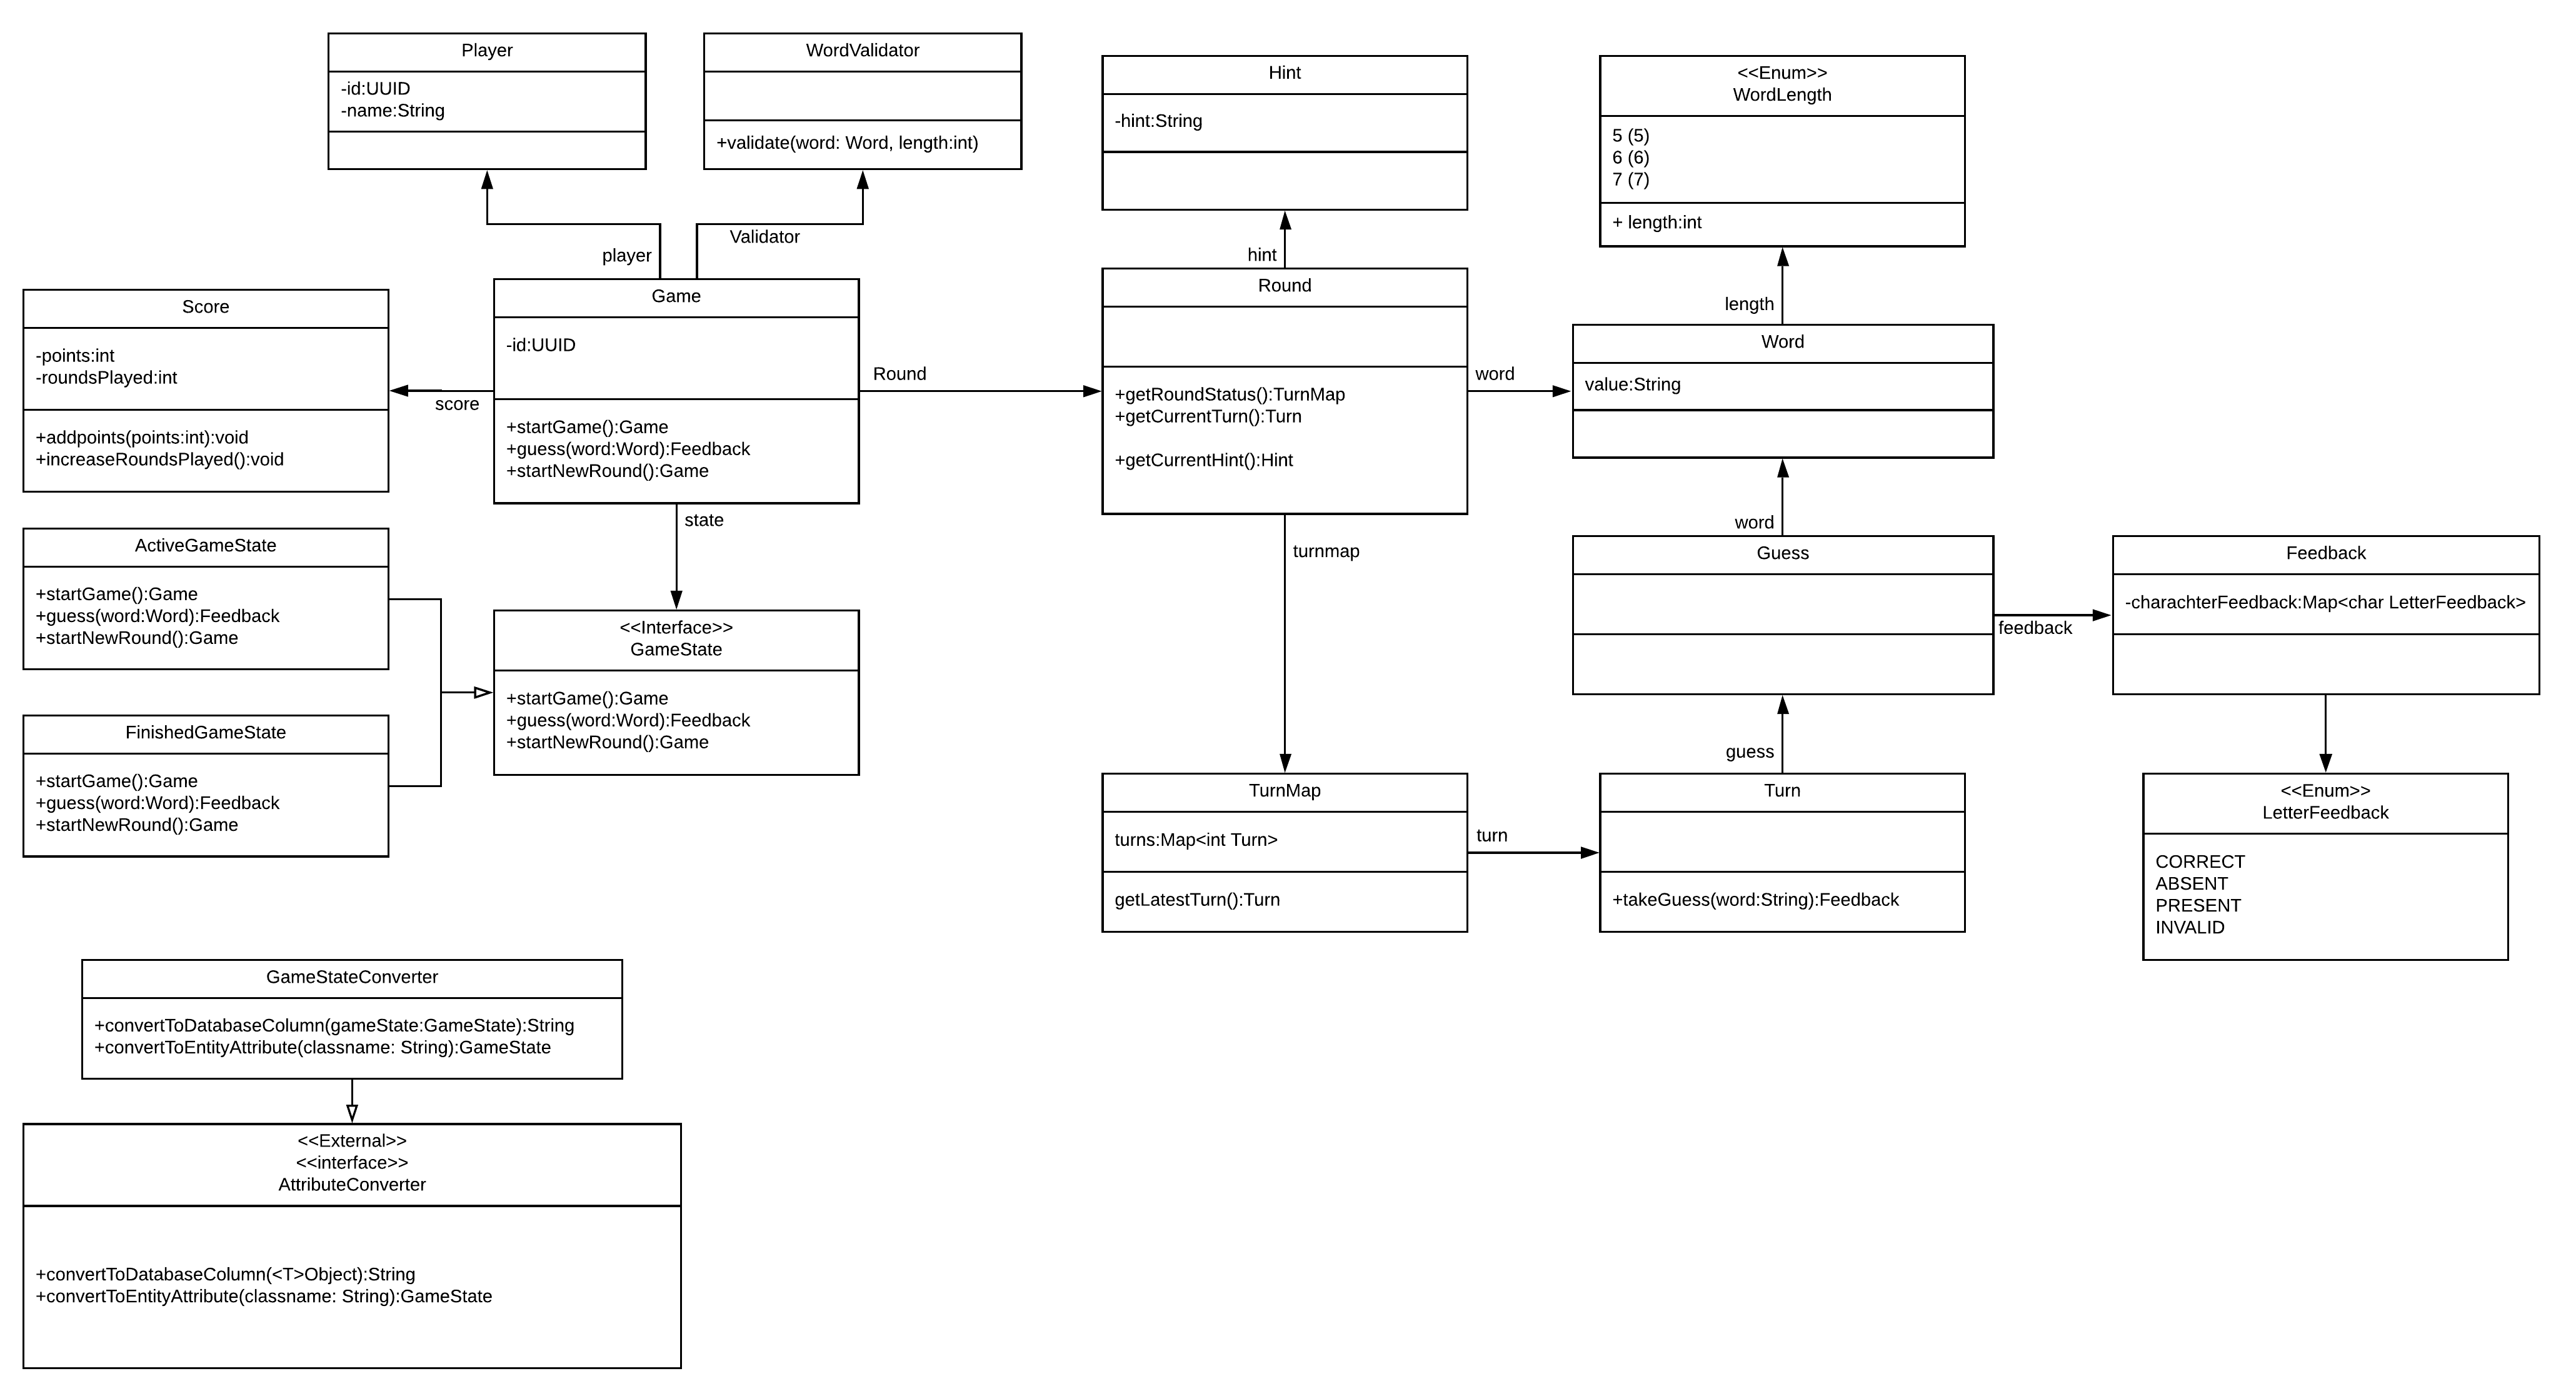 Player
-id:UUID
-name:String
WordValidator
+validate(word: Word, length:int)
Hint
-hint:String
<<Enum>>
WordLength
5 (5)
6 (6)
7 (7)
+ length:int
player
Validator
hint
length
Score
-points:int
-roundsPlayed:int
+addpoints(points:int):void
+increaseRoundsPlayed():void
score
Game
-id:UUID
+startGame():Game
+guess(word:Word):Feedback
+startNewRound():Game
Round
Round
+getRoundStatus():TurnMap
+getCurrentTurn():Turn
+getCurrentHint():Hint
word
Word
value:String
state
turnmap
word
ActiveGameState
+startGame():Game
+guess(word:Word):Feedback
+startNewRound():Game
<<Interface>>
GameState
+startGame():Game
+guess(word:Word):Feedback
+startNewRound():Game
Guess
feedback
Feedback
-charachterFeedback:Map<char LetterFeedback>
FinishedGameState
+startGame():Game
+guess(word:Word):Feedback
+startNewRound():Game
guess
TurnMap
turns:Map<int Turn>
getLatestTurn():Turn
turn
Turn
+takeGuess(word:String):Feedback
<<Enum>>
LetterFeedback
CORRECT
ABSENT
PRESENT
INVALID
GameStateConverter
+convertToDatabaseColumn(gameState:GameState):String
+convertToEntityAttribute(classname: String):GameState
<<External>>
<<interface>>
AttributeConverter
+convertToDatabaseColumn(<T>Object):String
+convertToEntityAttribute(classname: String):GameState